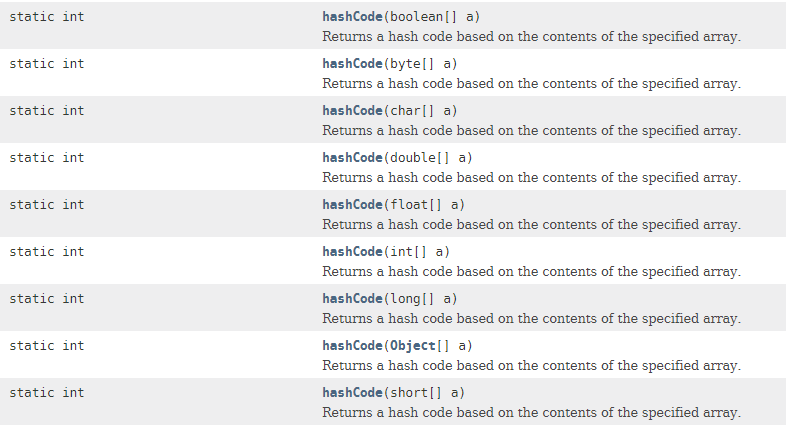 static int hashCode(boolean[] a)
Returns a hash code based on the contents of the specified array.
static int hashCode(byte[] a)
Returns a hash code based on the contents of the specified array.
static int hashCode(char[] a)
Returns a hash code based on the contents of the specified array.
static int hashCode(double[] a)
Returns a hash code based on the contents of the specified array.
static int hashCode(float[] a)
Returns a hash code based on the contents of the specified array.
static int hashCode(int[] a)
Returns a hash code based on the contents of the specified array.
static int hashCode(long[] a)
Returns a hash code based on the contents of the specified array.
static int hashCode(Object[] a)
Returns a hash code based on the contents of the specified array.
static int hashCode(short[] a)
Returns a hash code based on the contents of the specified array.